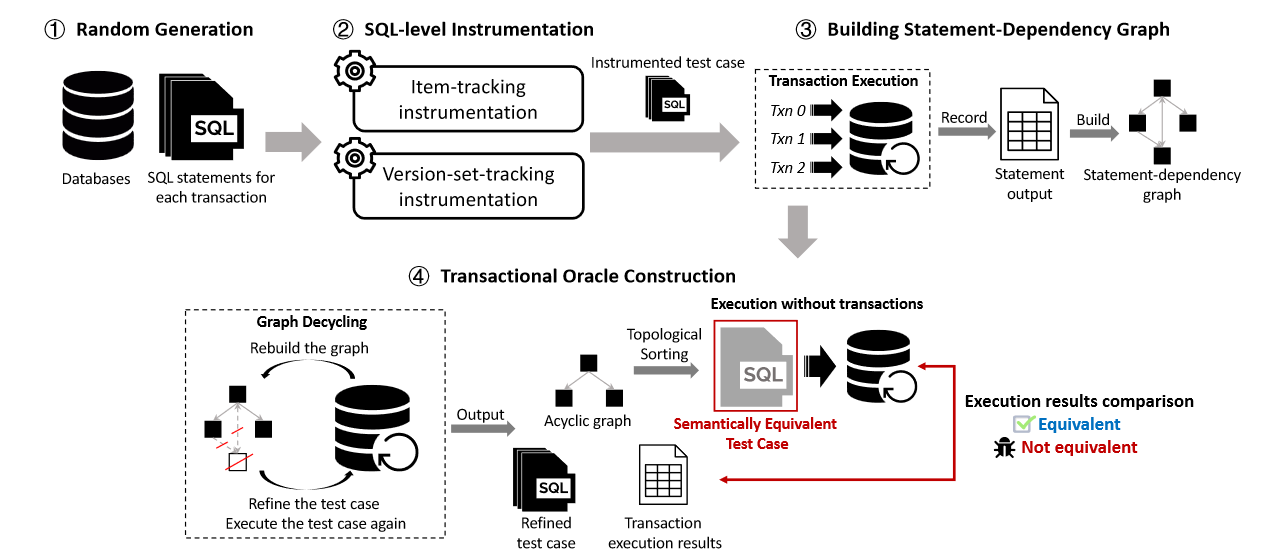 ① Random Generation
Databases
SQL
SQL statements for
each transaction
② SQL-level Instrumentation
Item-tracking
instrumentation
Version-set-tracking
instrumentation
Instrumented test case
SQL
③ Building Statement-Dependency Graph
Transaction Execution
Txn 0
Txn 1
Txn 2
Record
Statement
output
Build
Statement-dependency
graph
④ Transactional Oracle Construction
Graph Decycling
Rebuild the graph
Refine the test case
Execute the test case again
Output
Acyclic graph
SQL
Refined
test case
Transaction
execution results
Topological
Sorting
Execution without transactions
SQL
Semantically Equivalent
Test Case
Execution results comparison
Equivalent
Not equivalent